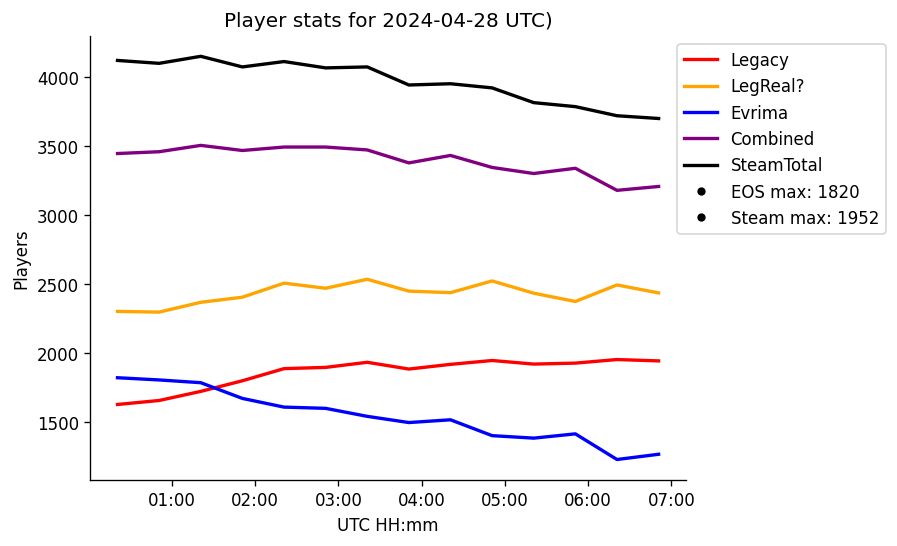 Player stats for 2024-04-28 UTC)
4000
3500
3000
2500
2000
1500
Players
01:00 02:00 03:00 04:00 05:00 06:00 07:00
UTC HH:mm
Legacy
LegReal?
Evrima
Combined
SteamTotal
EOS max: 1820
Steam max: 1952